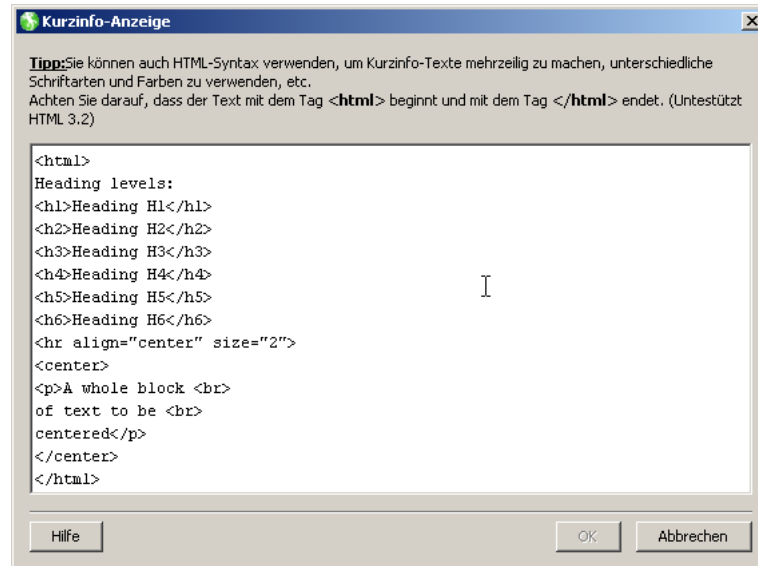 Kurzinfo-Anzeige
Tipp:Sie können auch HTML-Syntax verwenden, um Kurzinfo-Texte mehrzeilig zu machen, unterschiedliche
Schriftarten und Farben zu verwenden, etc.
Achten Sie darauf, dass der Text mit dem Tag <html> beginnt und mit dem Tag </html> endet. (Untestützt
HTML 3.2)
<html>
Heading levels:
<h1>Heading H1</h1>
<h2>Heading H2</h2>
<h3>Heading H3</h3>
<h4>Heading H4</h4>
<h5>Heading H5</h5>
<h6>Heading H6</h6>
<hr align="center" size="2">
<center>
<p>A whole block <br>
of text to be <br>
centered</p>
</center>
</html>
Hilfe OK Abbrechen